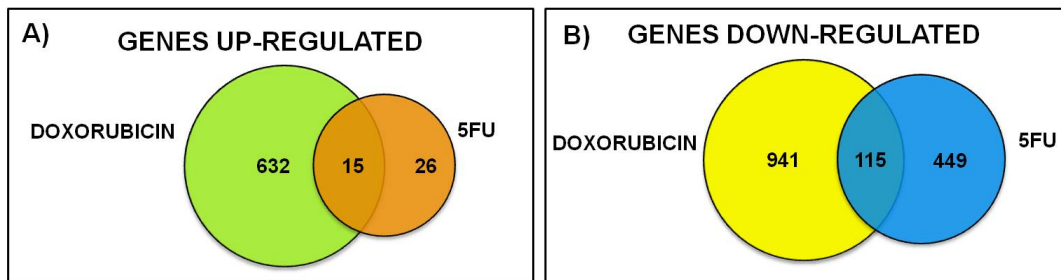 A)
GENES UP-REGULATED
DOXORUBICIN
5FU
632
15
26
B)
GENES DOWN-REGULATED
DOXORUBICIN
5FU
941
115
449